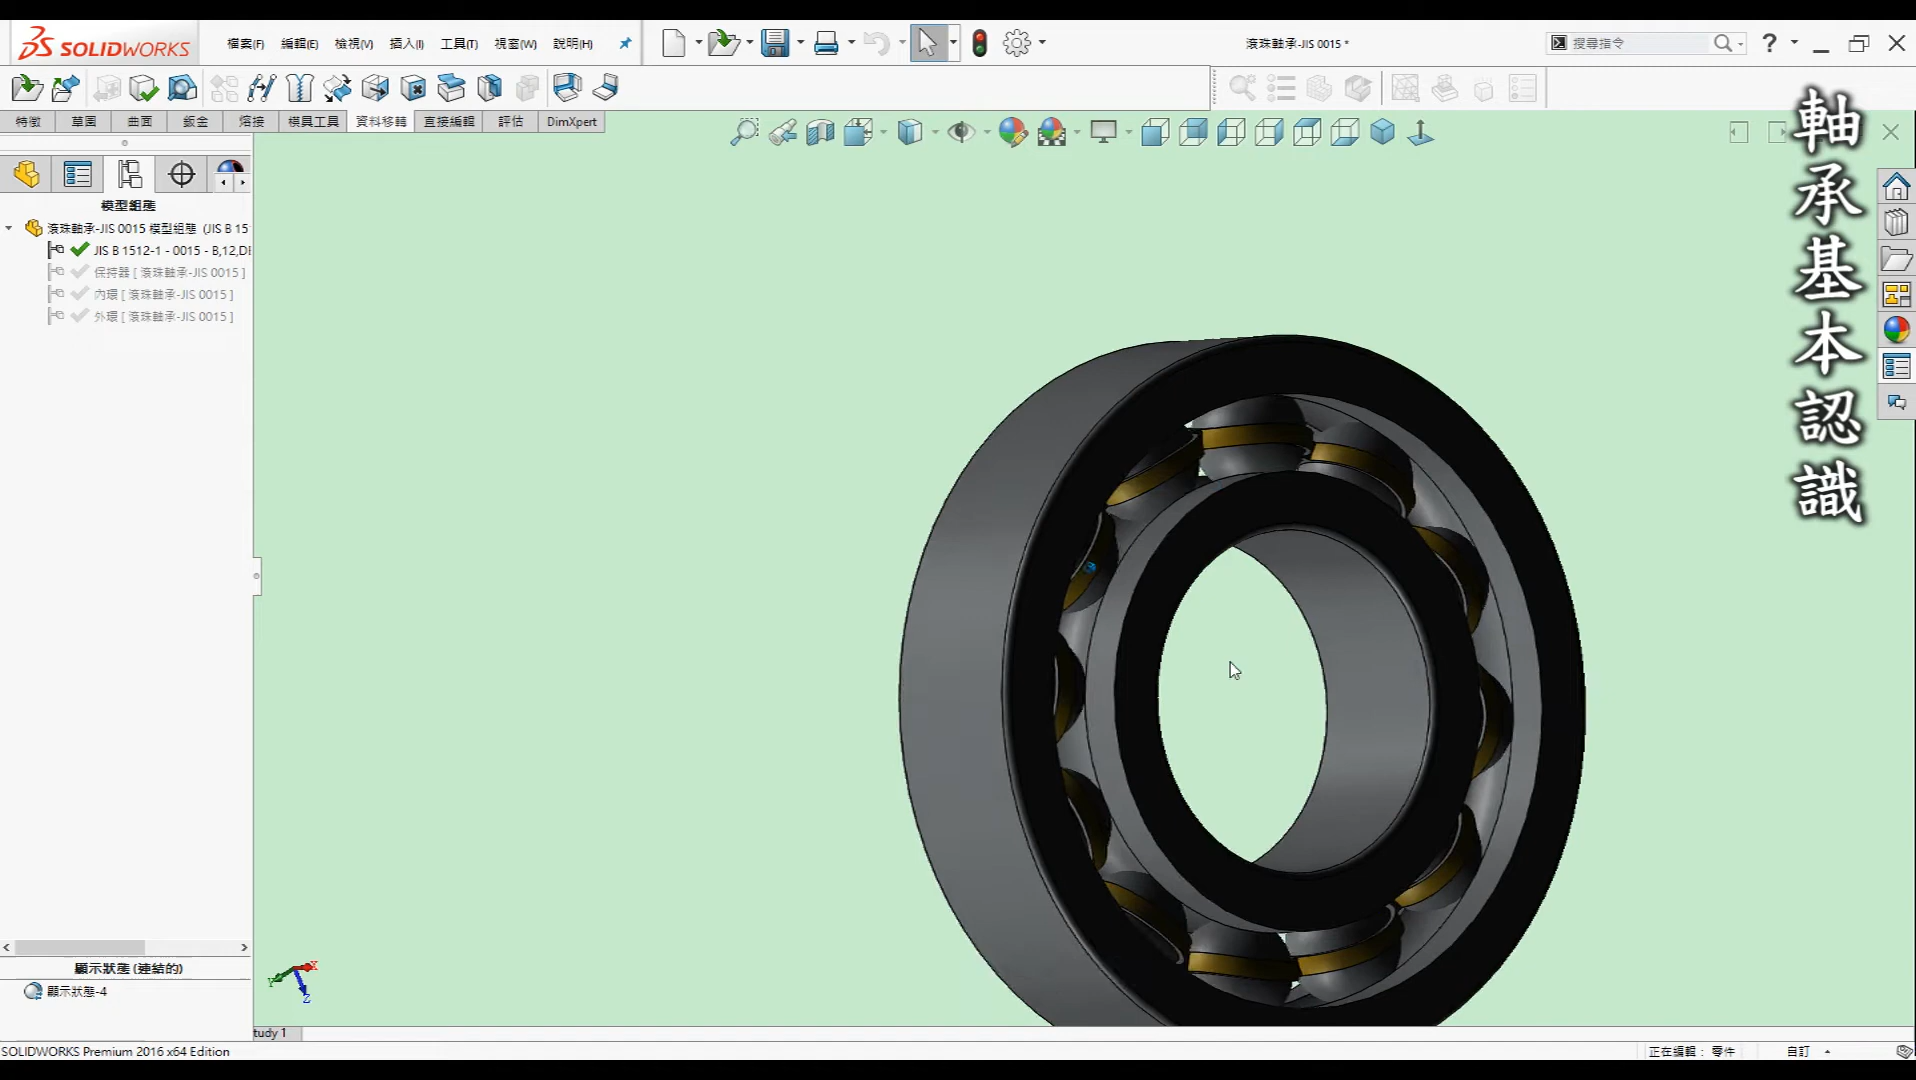 SOLIDWORKS
檔案(F) 編輯(E) 檢視(V) 插入(I) 工具(T) 視窗(W) 說明(H)
滾珠軸承-JIS 0015 *
搜尋指令
特徵 草圖 曲面 鈑金 熔接 模具工具 資料移轉 直接編輯 評估 DimXpert
軸承基本認識
模型組態
滾珠軸承-JIS 0015 模型組態 (JIS B 15
JIS B 1512-1 - 0015 - B,12,DE
保持器 [ 滾珠軸承-JIS 0015 ]
內環 [ 滾珠軸承-JIS 0015 ]
外環 [ 滾珠軸承-JIS 0015 ]
顯示狀態 (連結的)
顯示狀態-4
X
Y
Z
tudy 1
SOLIDWORKS Premium 2016 x64 Edition
正在編輯: 零件 自訂